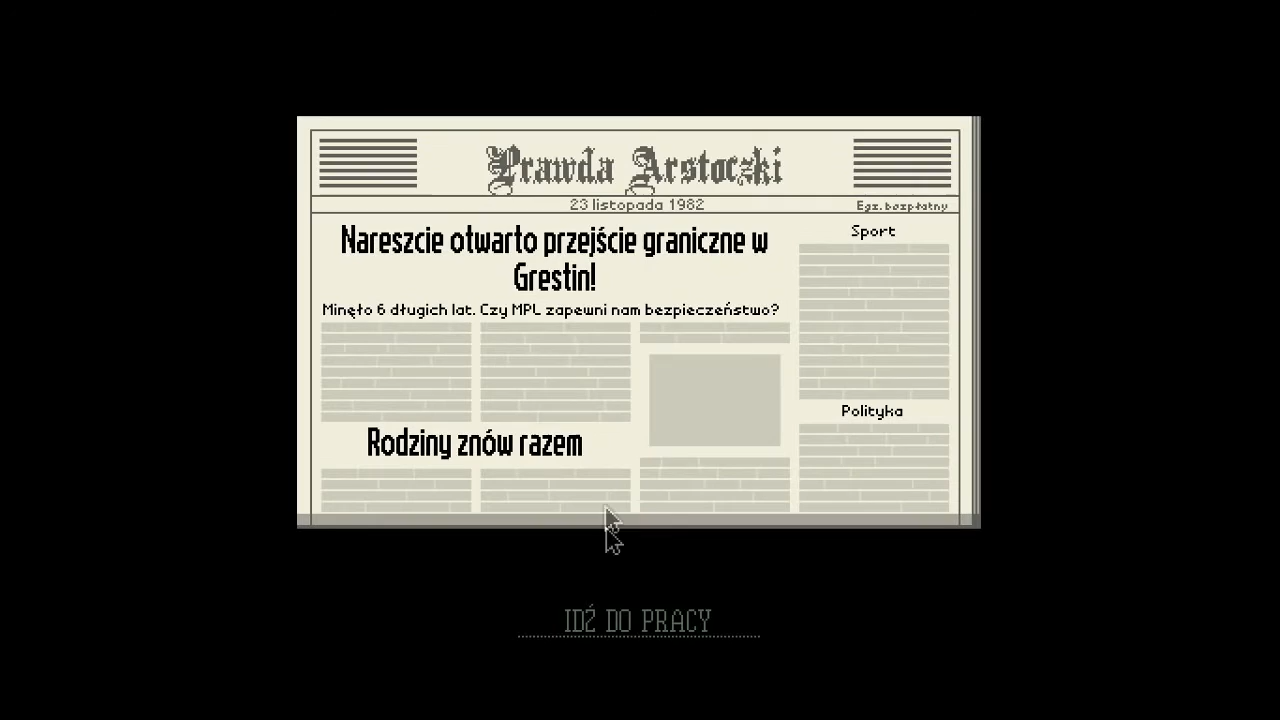 Prawda Arstoczki
23 listopada 1982
Egz. bezpłatny
Nareszcie otwarto przejście graniczne w
Grestin!
Minęło 6 długich lat. Czy MPL zapewni nam bezpieczeństwo?
Rodziny znów razem
Sport
Polityka
IDŹ DO PRACY